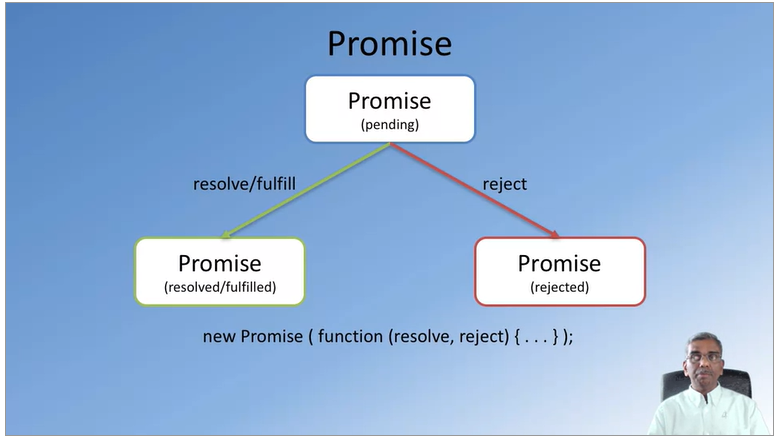 Promise
Promise
(pending)
resolve/fulfill
reject
Promise
(resolved/fulfilled)
Promise
(rejected)
new Promise ( function (resolve, reject) { . . . } );